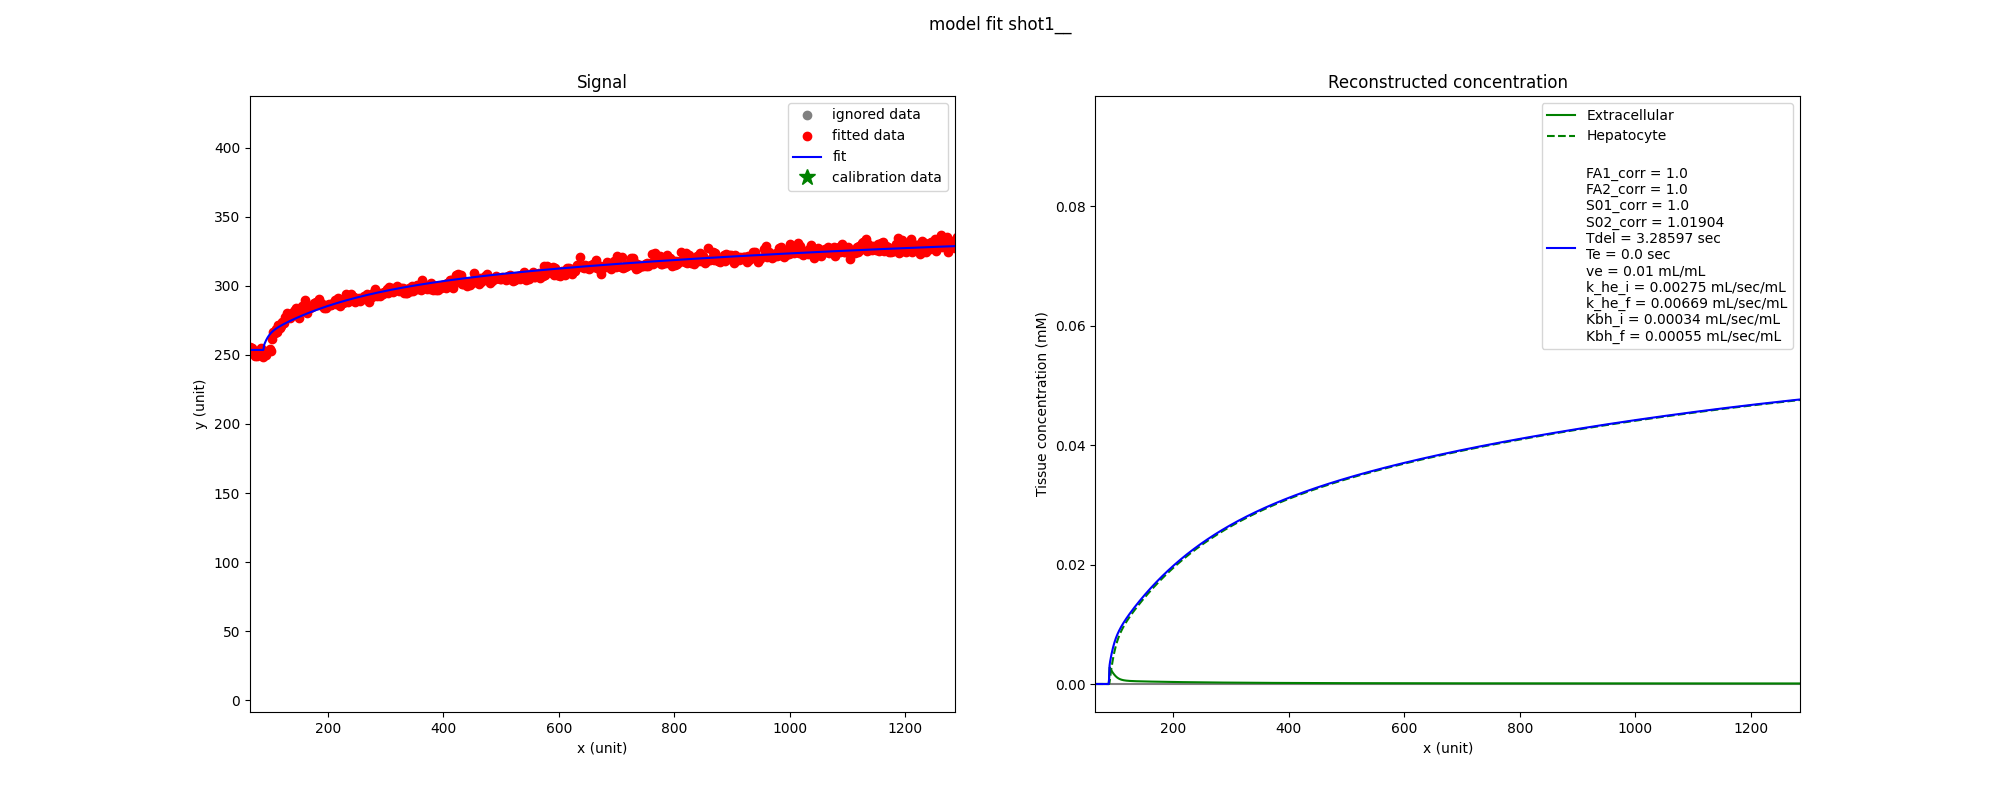 model fit shot1__
Signal
ignored data
fitted data
fit
calibration data
400
350
300
250
200
150
100
50
0
y (unit)
200 400 600 800 1000 1200
x (unit)
Reconstructed concentration
Extracellular
Hepatocyte
FA1_corr = 1.0
FA2_corr = 1.0
S01_corr = 1.0
S02_corr = 1.01904
Tdel = 3.28597 sec
Te = 0.0 sec
ve = 0.01 mL/mL
k_he_i = 0.00275 mL/sec/mL
k_he_f = 0.00669 mL/sec/mL
Kbh_i = 0.00034 mL/sec/mL
Kbh_f = 0.00055 mL/sec/mL
0.08
0.06
0.04
0.02
0.00
Tissue concentration (mM)
200 400 600 800 1000 1200
x (unit)